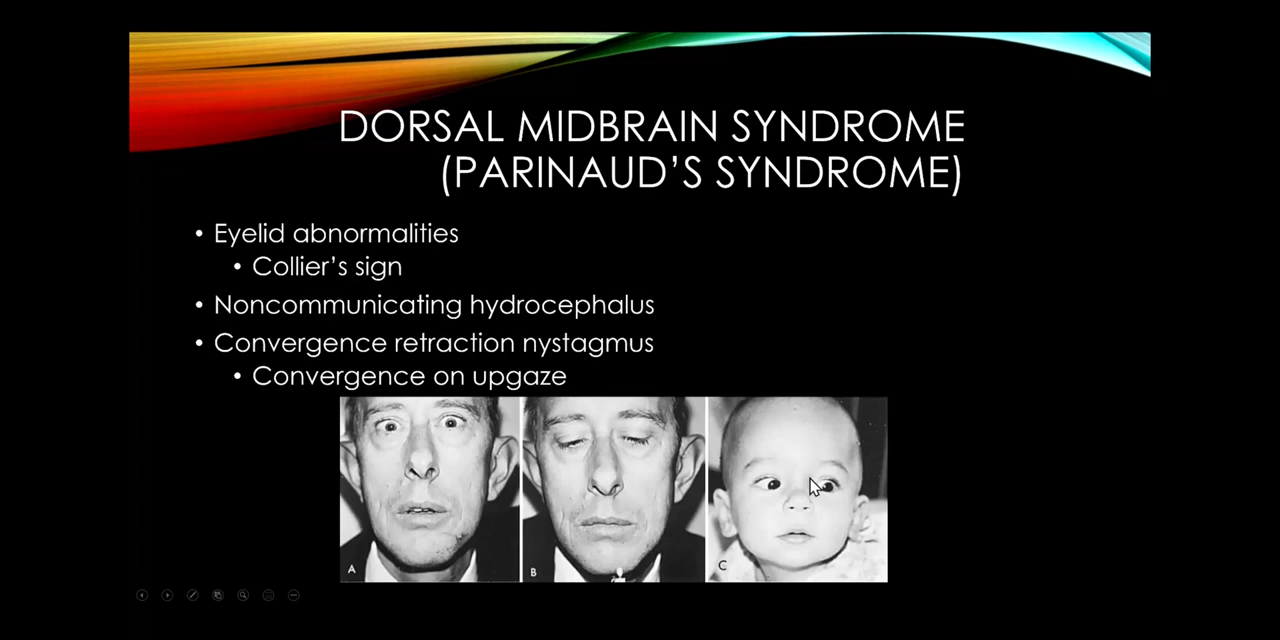 DORSAL MIDBRAIN SYNDROME
(PARINAUD'S SYNDROME)
• Eyelid abnormalities
• Collier's sign
• Noncommunicating hydrocephalus
• Convergence retraction nystagmus
• Convergence on upgaze
A B C